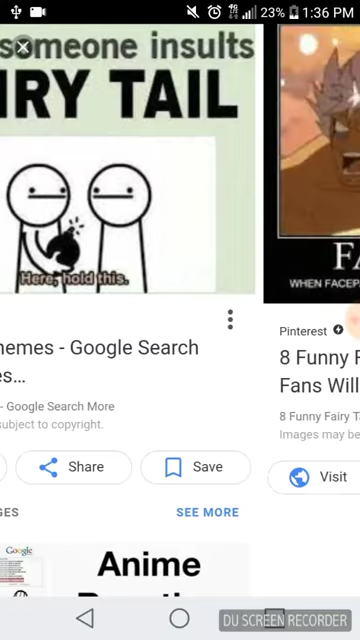 23% 1:36 PM
someone insults
IRY TAIL
Here, hold this.
FA
WHEN FACEP
emes - Google Search
es...
- Google Search More
subject to copyright.
Share
Save
Pinterest
8 Funny F
Fans Will
8 Funny Fairy T
Images may be
Visit
GES
SEE MORE
Google
Anime
DU SCREEN RECORDER